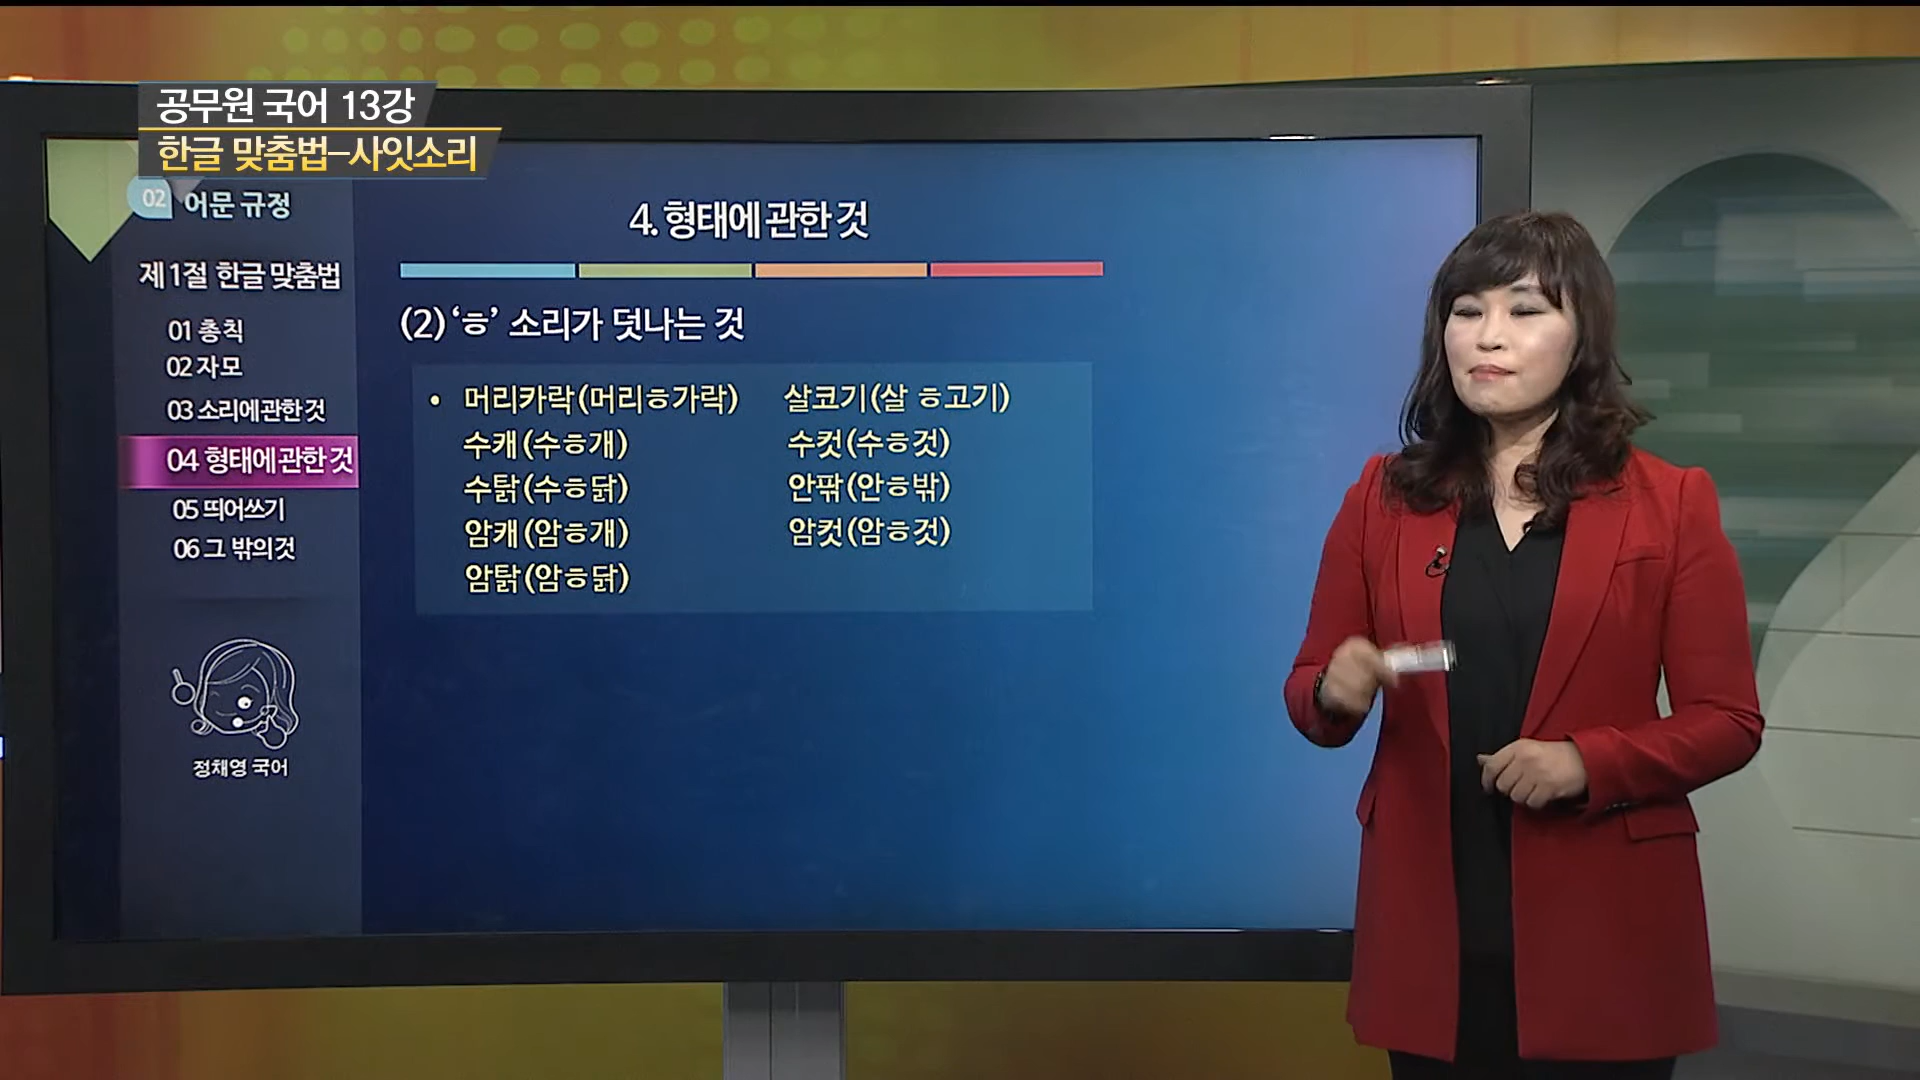 공무원 국어 13강
한글 맞춤법-사잇소리
02 어문 규정
제1절 한글 맞춤법
01 총칙
02 자모
03 소리에 관한 것
04 형태에 관한 것
05 띄어쓰기
06 그 밖의 것
정채영 국어
4. 형태에 관한 것
(2) ‘ㅎ’ 소리가 덧나는 것
• 머리카락(머리ㅎ가락) 살코기(살 ㅎ고기)
수캐(수ㅎ개) 수컷(수ㅎ것)
수탉(수ㅎ닭) 안팎(안ㅎ밖)
암캐(암ㅎ개) 암컷(암ㅎ것)
암탉(암ㅎ닭)